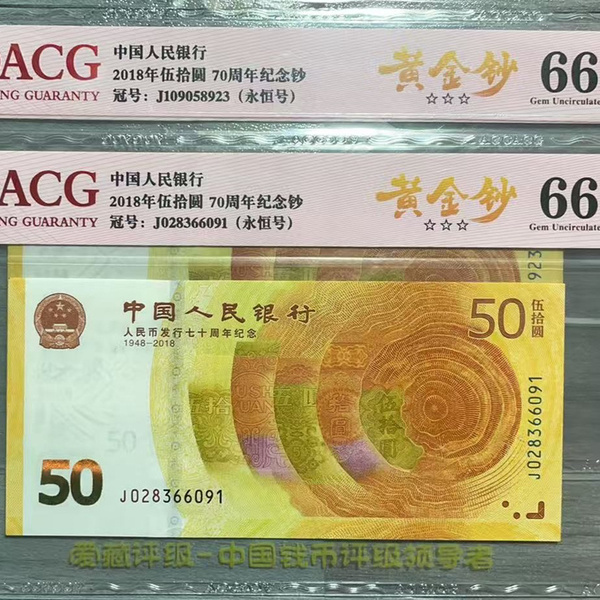 ACG
NG GUARANTY
中国人民银行
2018年伍拾圆 70周年纪念钞
冠号：J109058923（永恒号）
黄金钞
☆☆☆
66
Gem Uncirculate
ACG
NG GUARANTY
中国人民银行
2018年伍拾圆 70周年纪念钞
冠号：J028366091（永恒号）
黄金钞
☆☆☆
66
Gem Uncirculate
923
中国人民银行
人民币发行七十周年纪念
1948-2018
50
伍拾圆
伍拾圆
50
J028366091
J028366091
爱藏评级-中国钱币评级领导者